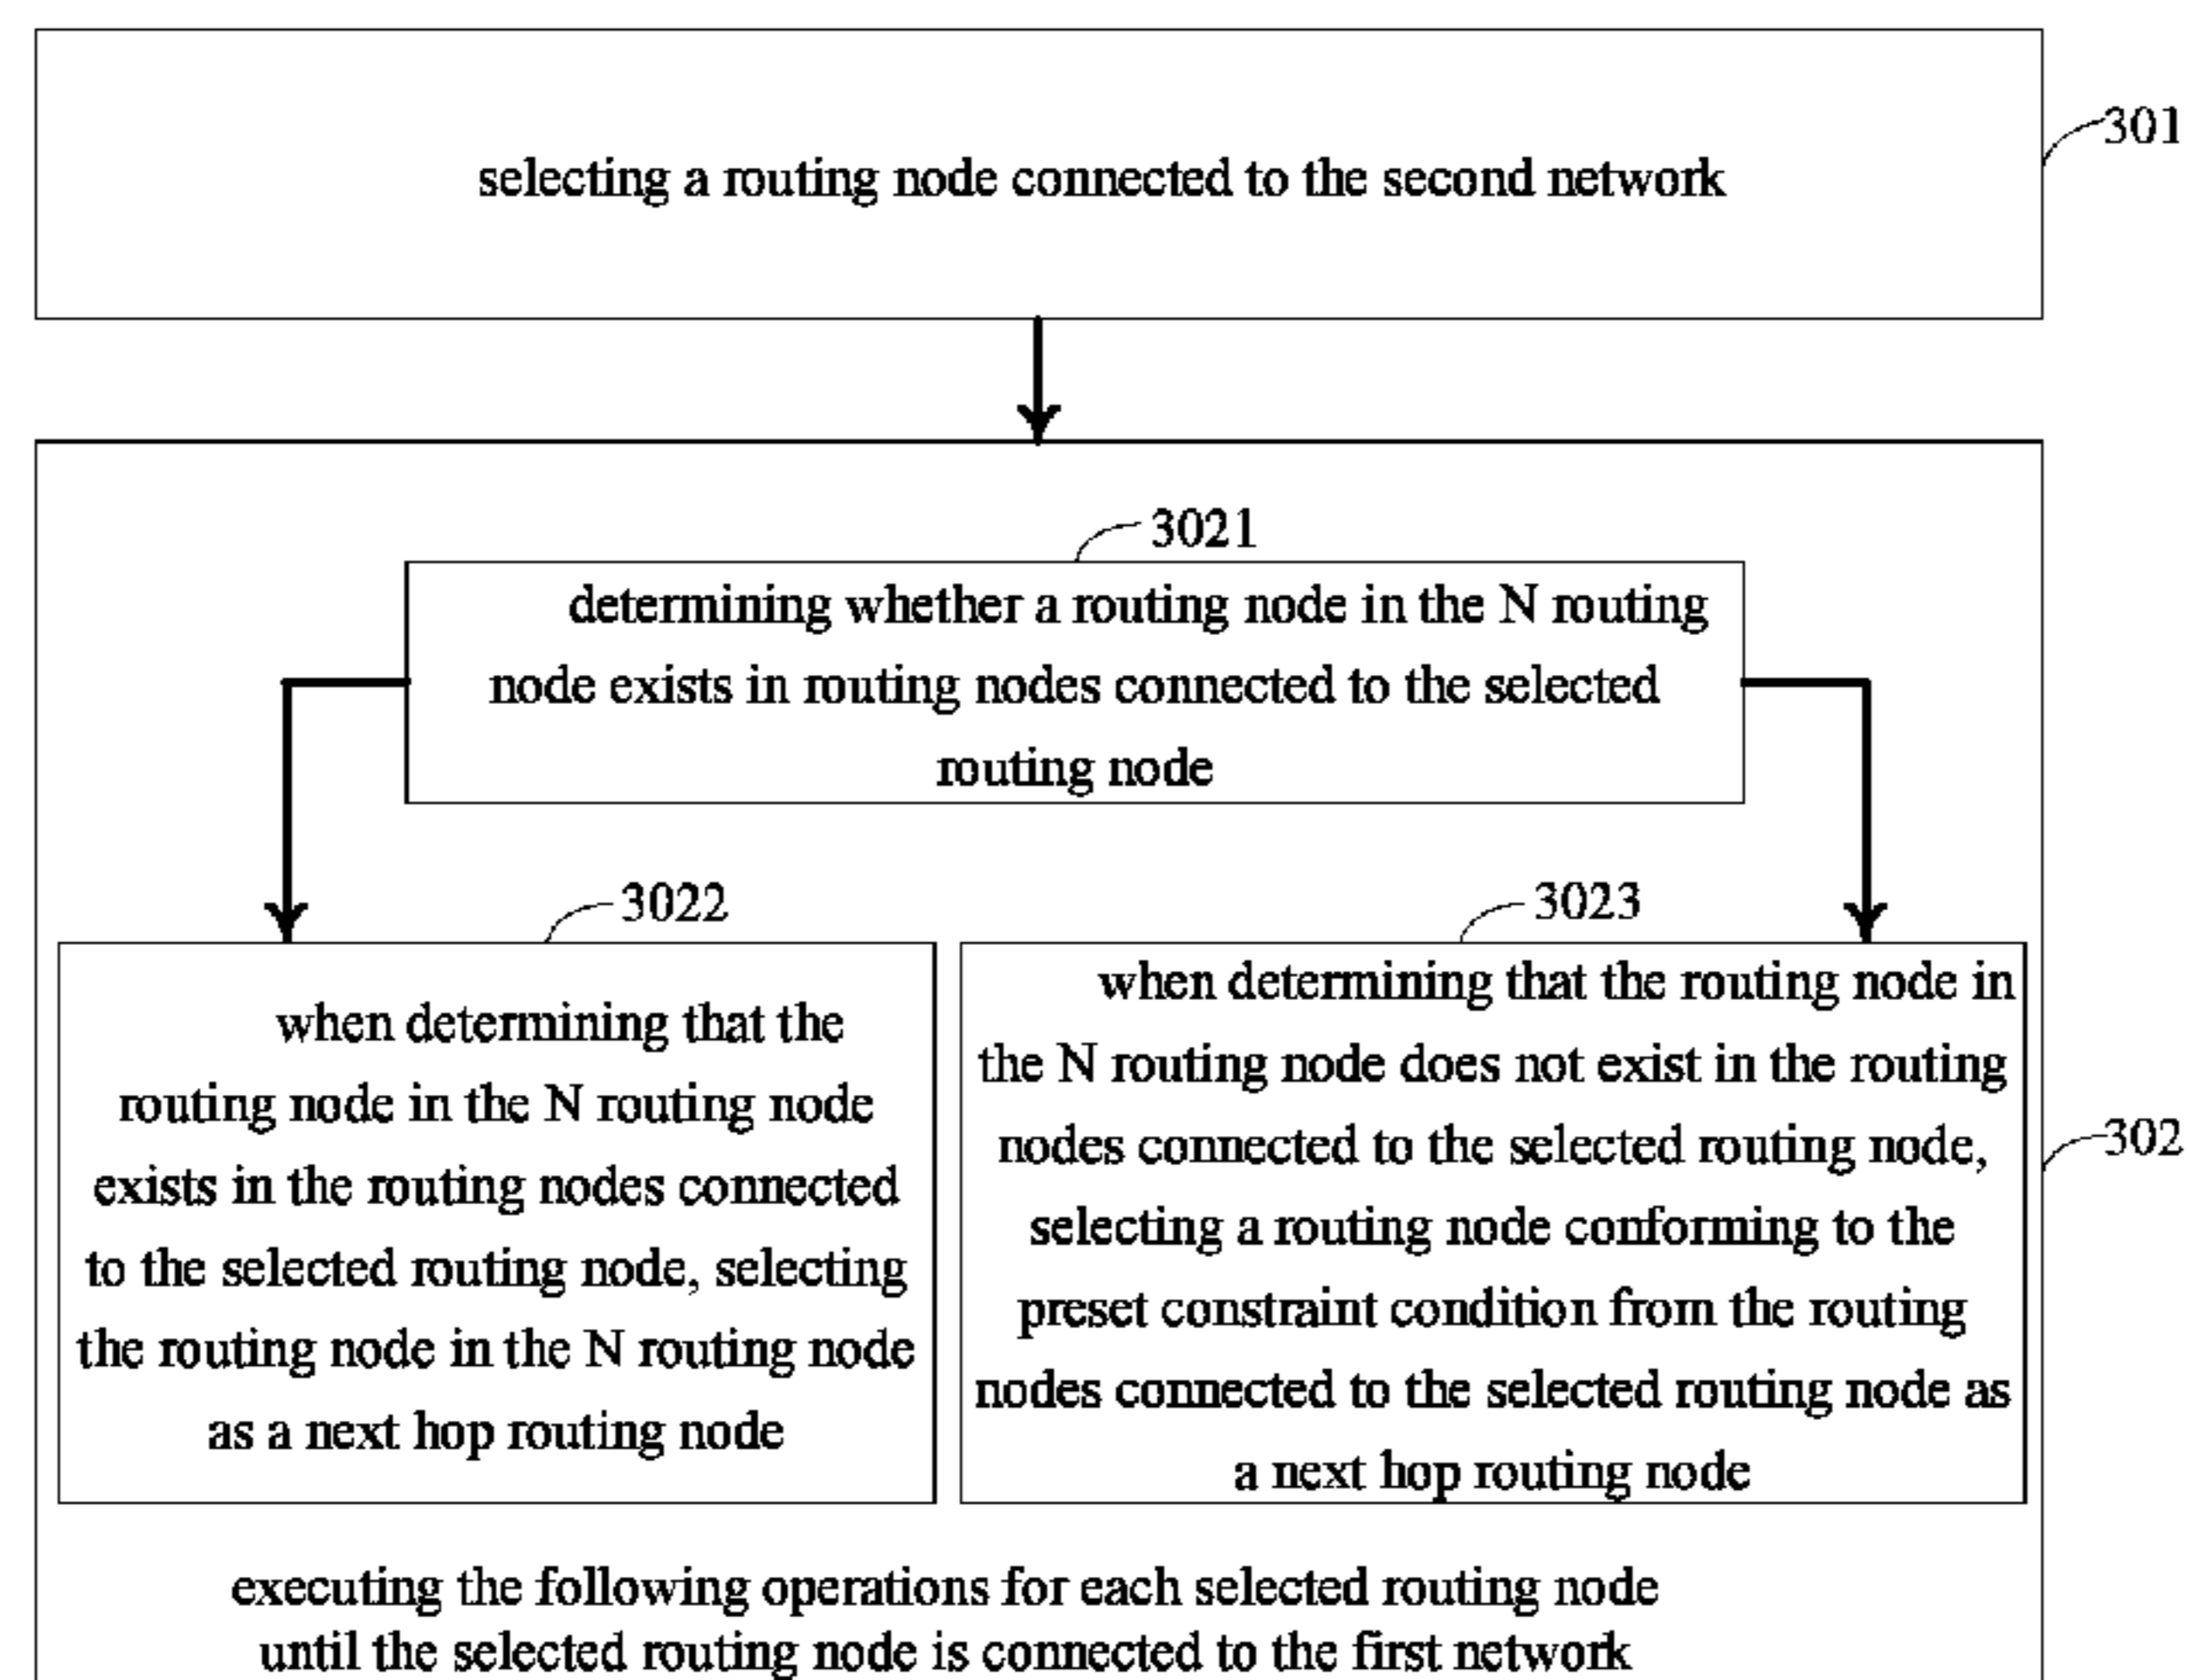 selecting a routing node connected to the second network
301
3021
determining whether a routing node in the N routing
node exists in routing nodes connected to the selected
routing node
3022
when determining that the
routing node in the N routing node
exists in the routing nodes connected
to the selected routing node, selecting
the routing node in the N routing node
as a next hop routing node
3023
when determining that the routing node in
the N routing node does not exist in the routing
nodes connected to the selected routing node,
selecting a routing node conforming to the
preset constraint condition from the routing
nodes connected to the selected routing node as
a next hop routing node
302
executing the following operations for each selected routing node
until the selected routing node is connected to the first network